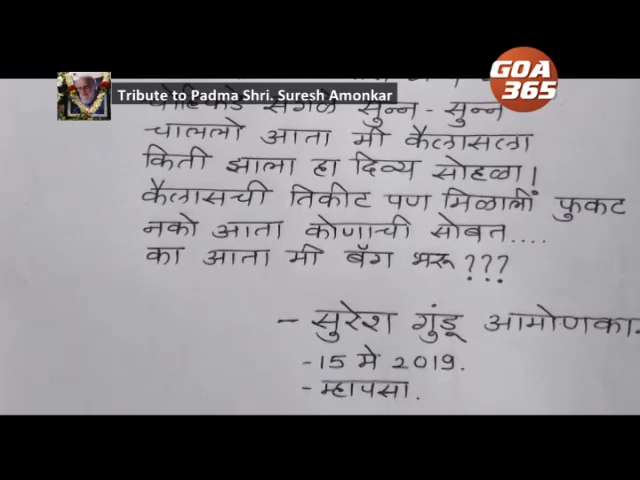 GOA
365
Tribute to Padma Shri. Suresh Amonkar
सगळं सुन्न - सुन्न
चाललो आता मी कैलासला
किती झाला हा दिव्य सोहळा!
कैलासची तिकीट पण मिळाली फुकट
नको आता कोणाची सोबत....
का आता मी बॅग भरू???
- सुरेश गुंडू आमोणकार
- 15 मे 2019.
- म्हापसा.